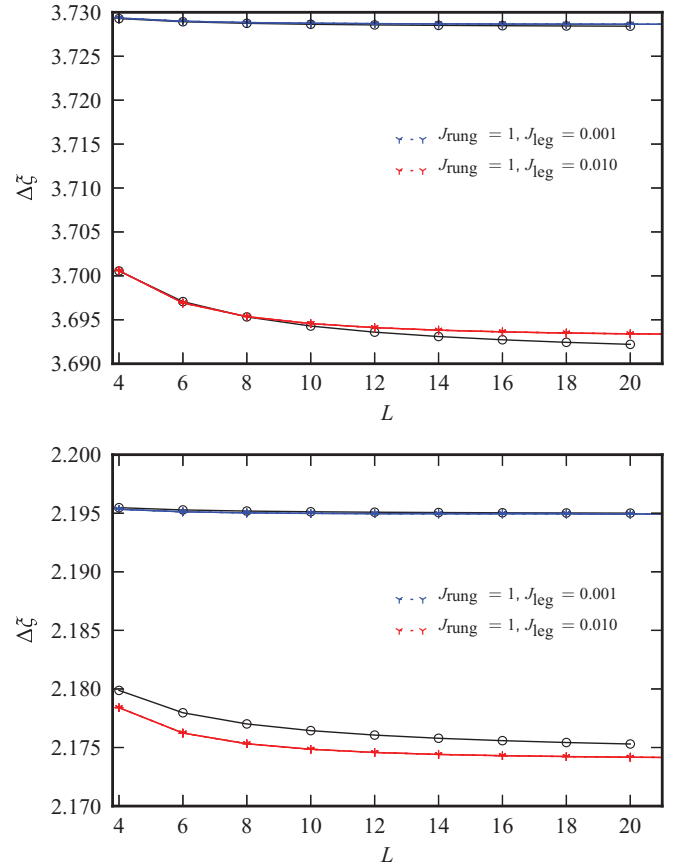 3.730
3.725
3.720
3.715
3.710
3.705
3.700
3.695
3.690
Δξ
J_rung = 1, J_leg = 0.001
J_rung = 1, J_leg = 0.010
4 6 8 10 12 14 16 18 20
L
2.200
2.195
2.190
2.185
2.180
2.175
2.170
Δξ
J_rung = 1, J_leg = 0.001
J_rung = 1, J_leg = 0.010
4 6 8 10 12 14 16 18 20
L